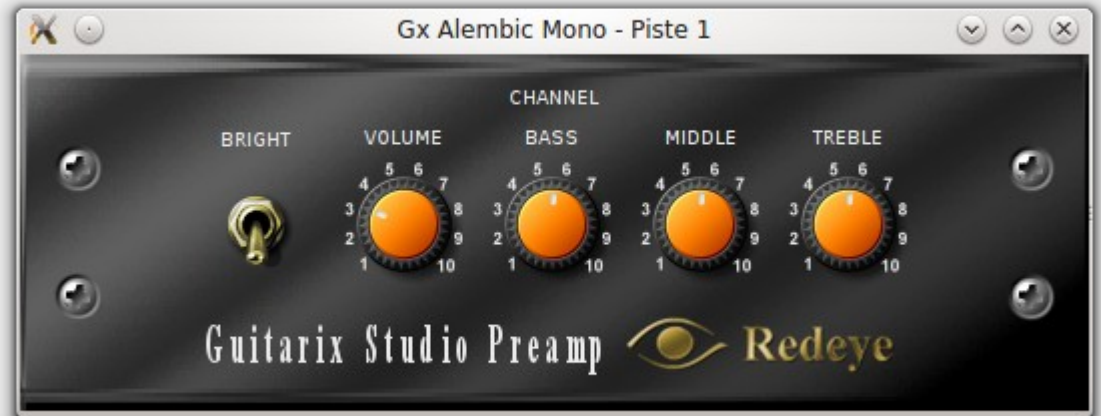 Gx Alembic Mono - Piste 1
CHANNEL
BRIGHT VOLUME BASS MIDDLE TREBLE
1 2 3 4 5 6 7 8 9 10 1 2 3 4 5 6 7 8 9 10 1 2 3 4 5 6 7 8 9 10 1 2 3 4 5 6 7 8 9 10
Guitarix Studio Preamp Redeye